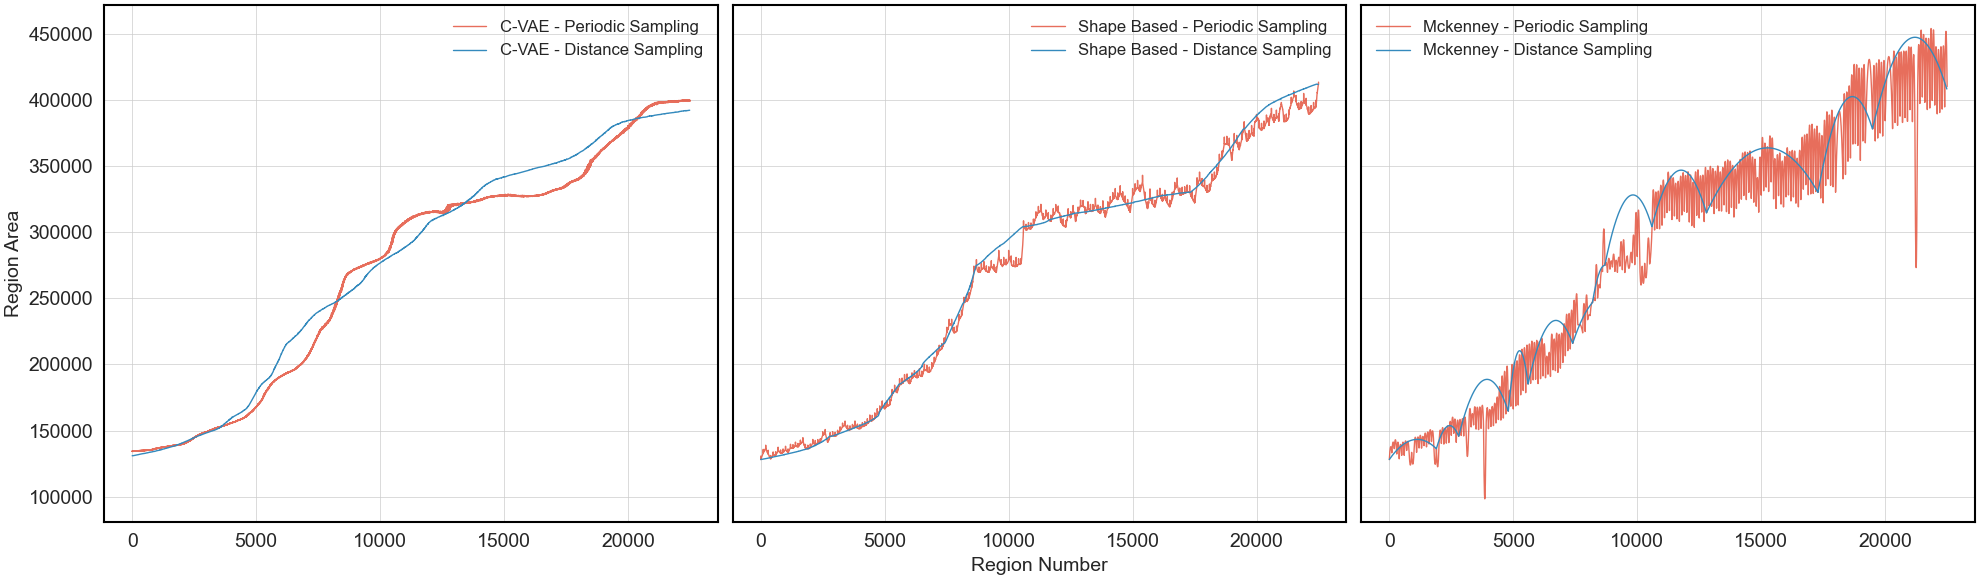 C-VAE - Periodic Sampling
C-VAE - Distance Sampling
Shape Based - Periodic Sampling
Shape Based - Distance Sampling
Mckenney - Periodic Sampling
Mckenney - Distance Sampling
450000
400000
350000
300000
250000
200000
150000
100000
Region Area
0 5000 10000 15000 20000
0 5000 10000 15000 20000
0 5000 10000 15000 20000
Region Number